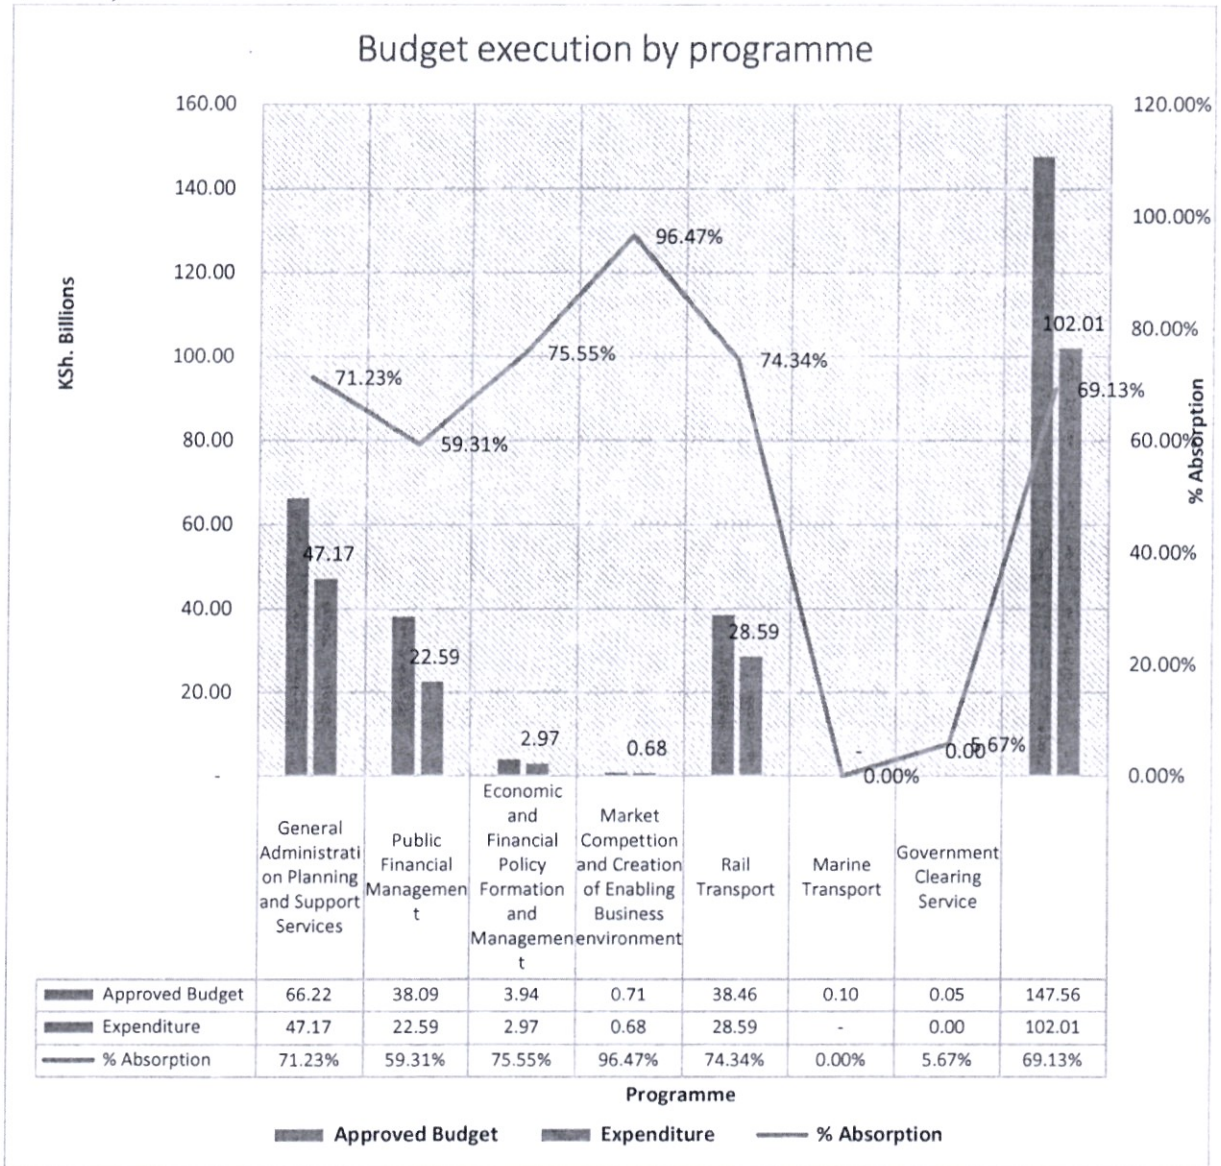 Budget execution by programme
160.00
140.00
120.00
100.00
80.00
60.00
40.00
20.00
-
KSh. Billions
120.00%
100.00%
80.00%
60.00%
40.00%
20.00%
0.00%
% Absorption
71.23%
59.31%
75.55%
96.47%
74.34%
0.00%
5.67%
69.13%
47.17
22.59
2.97
0.68
28.59
-
0.00
102.01
General
Administrati
on Planning
and Support
Services
Public
Financial
Managemen
t
Economic
and
Financial
Policy
Formation
and
Managemen
t
Market
Compettion
and Creation
of Enabling
Business
environment
Rail
Transport
Marine
Transport
Government
Clearing
Service
Approved Budget 66.22 38.09 3.94 0.71 38.46 0.10 0.05 147.56
Expenditure 47.17 22.59 2.97 0.68 28.59 - 0.00 102.01
% Absorption 71.23% 59.31% 75.55% 96.47% 74.34% 0.00% 5.67% 69.13%
Programme
Approved Budget Expenditure % Absorption